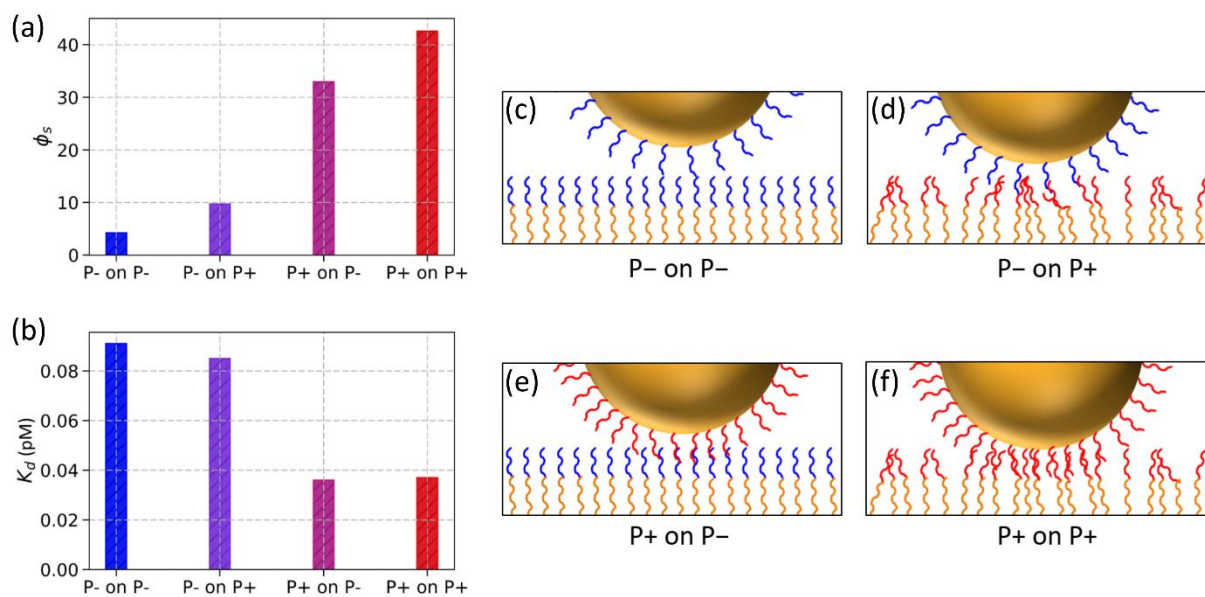 (a)
ϕₛ
40
30
20
10
0
P- on P-
P- on P+
P+ on P-
P+ on P+
(b)
K_d (pM)
0.08
0.06
0.04
0.02
0.00
P- on P-
P- on P+
P+ on P-
P+ on P+
(c)
P− on P−
(d)
P− on P+
(e)
P+ on P−
(f)
P+ on P+